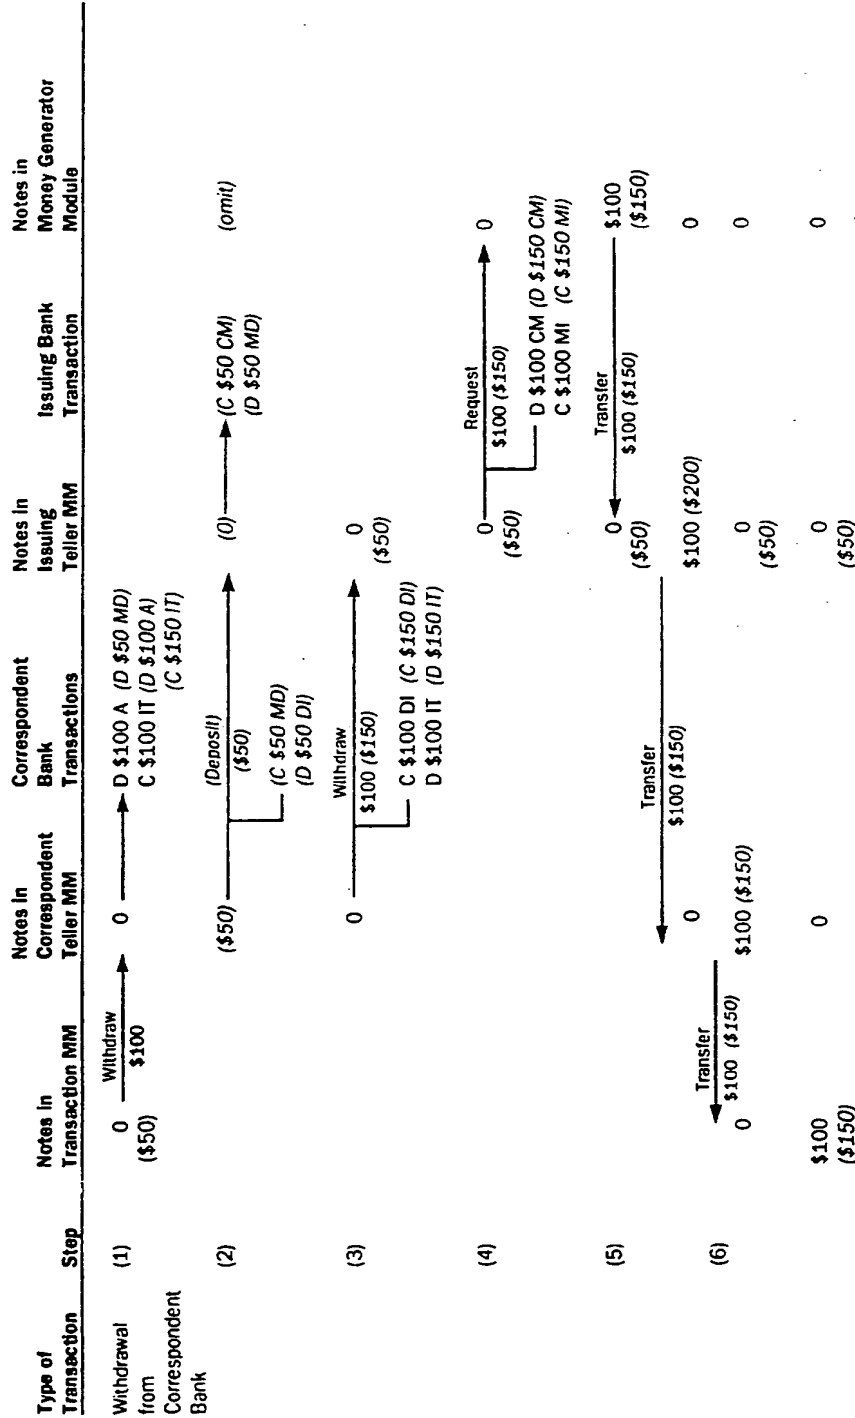 Type of
Transaction
Step
Notes in
Transaction MM
Notes in
Correspondent
Teller MM
Correspondent
Bank
Transactions
Notes in
Issuing
Teller MM
Issuing Bank
Transaction
Notes in
Money Generator
Module
Withdrawal
from
Correspondent
Bank
(1)
0
($50)
Withdraw
$100
0
D $100 A (D $50 MD)
C $100 IT (D $100 A)
(C $150 IT)
(2)
($50)
(Deposit)
($50)
(C $50 MD)
(D $50 DI)
(0)
(C $50 CM)
(D $50 MD)
(omit)
(3)
0
Withdraw
$100 ($150)
C $100 DI (C $150 DI)
D $100 IT (D $150 IT)
0
($50)
(4)
0
($50)
Request
$100 ($150)
D $100 CM (D $150 CM)
C $100 MI (C $150 MI)
0
(5)
0
($50)
Transfer
$100 ($150)
$100
($150)
Transfer
$100 ($150)
0
$100 ($200)
0
(6)
Transfer
$100 ($150)
0
$100 ($150)
0
($50)
0
$100
($150)
0
0
($50)
0